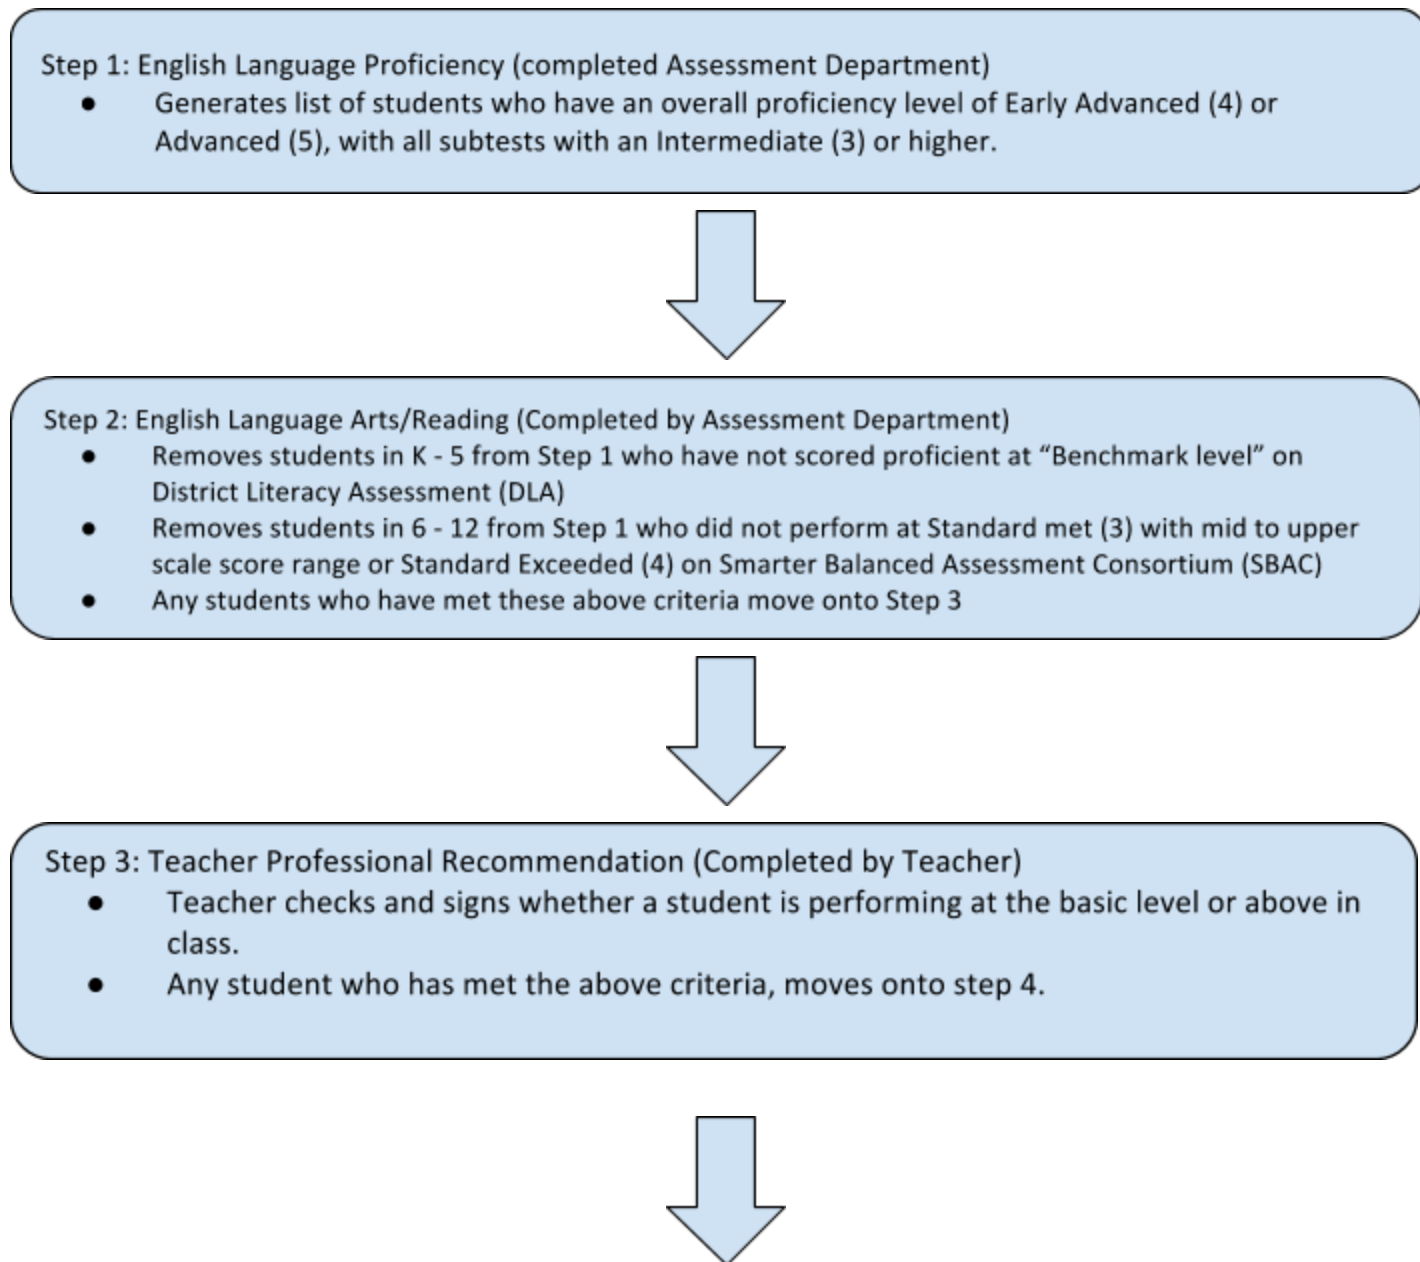 Step 1: English Language Proficiency (completed Assessment Department)
● Generates list of students who have an overall proficiency level of Early Advanced (4) or
Advanced (5), with all subtests with an Intermediate (3) or higher.
Step 2: English Language Arts/Reading (Completed by Assessment Department)
● Removes students in K - 5 from Step 1 who have not scored proficient at “Benchmark level” on
District Literacy Assessment (DLA)
● Removes students in 6 - 12 from Step 1 who did not perform at Standard met (3) with mid to upper
scale score range or Standard Exceeded (4) on Smarter Balanced Assessment Consortium (SBAC)
● Any students who have met these above criteria move onto Step 3
Step 3: Teacher Professional Recommendation (Completed by Teacher)
● Teacher checks and signs whether a student is performing at the basic level or above in
class.
● Any student who has met the above criteria, moves onto step 4.